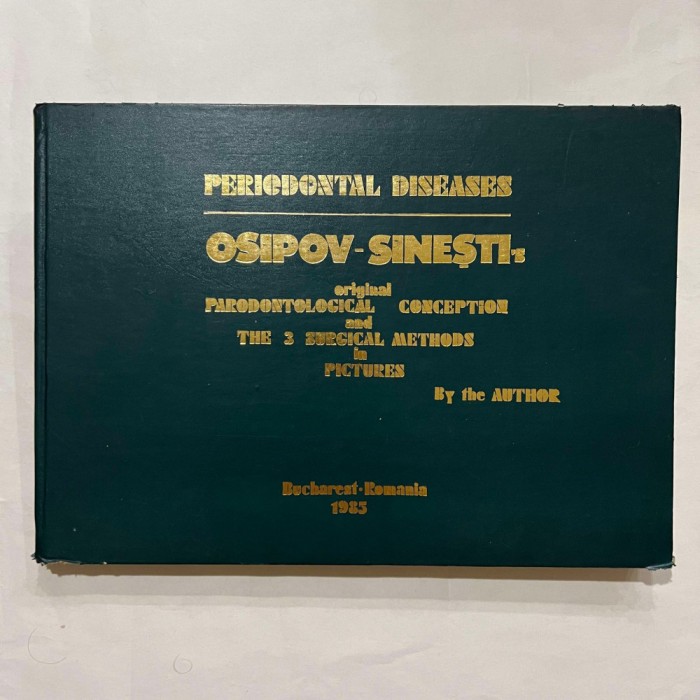 PERIODONTAL DISEASES
OSIPOV-SINEȘTI's
original
PARODONTOLOGICAL CONCEPTION
and
THE 3 SURGICAL METHODS
in
PICTURES
By the AUTHOR
Bucharest-Romania
1985